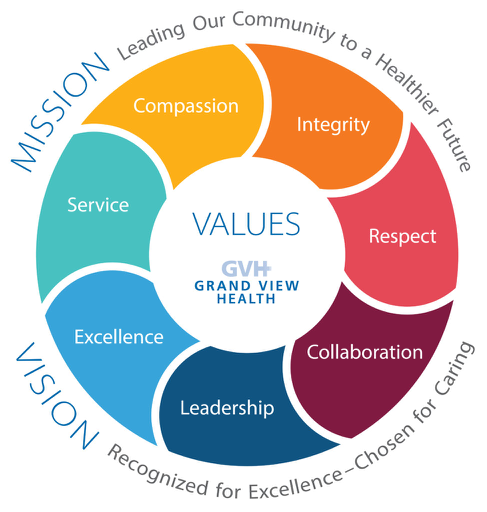 MISSION Leading Our Community to a Healthier Future
Compassion
Integrity
Respect
Collaboration
Leadership
Excellence
Service
VALUES
GVH
GRAND VIEW
HEALTH
VISION Recognized for Excellence–Chosen for Caring